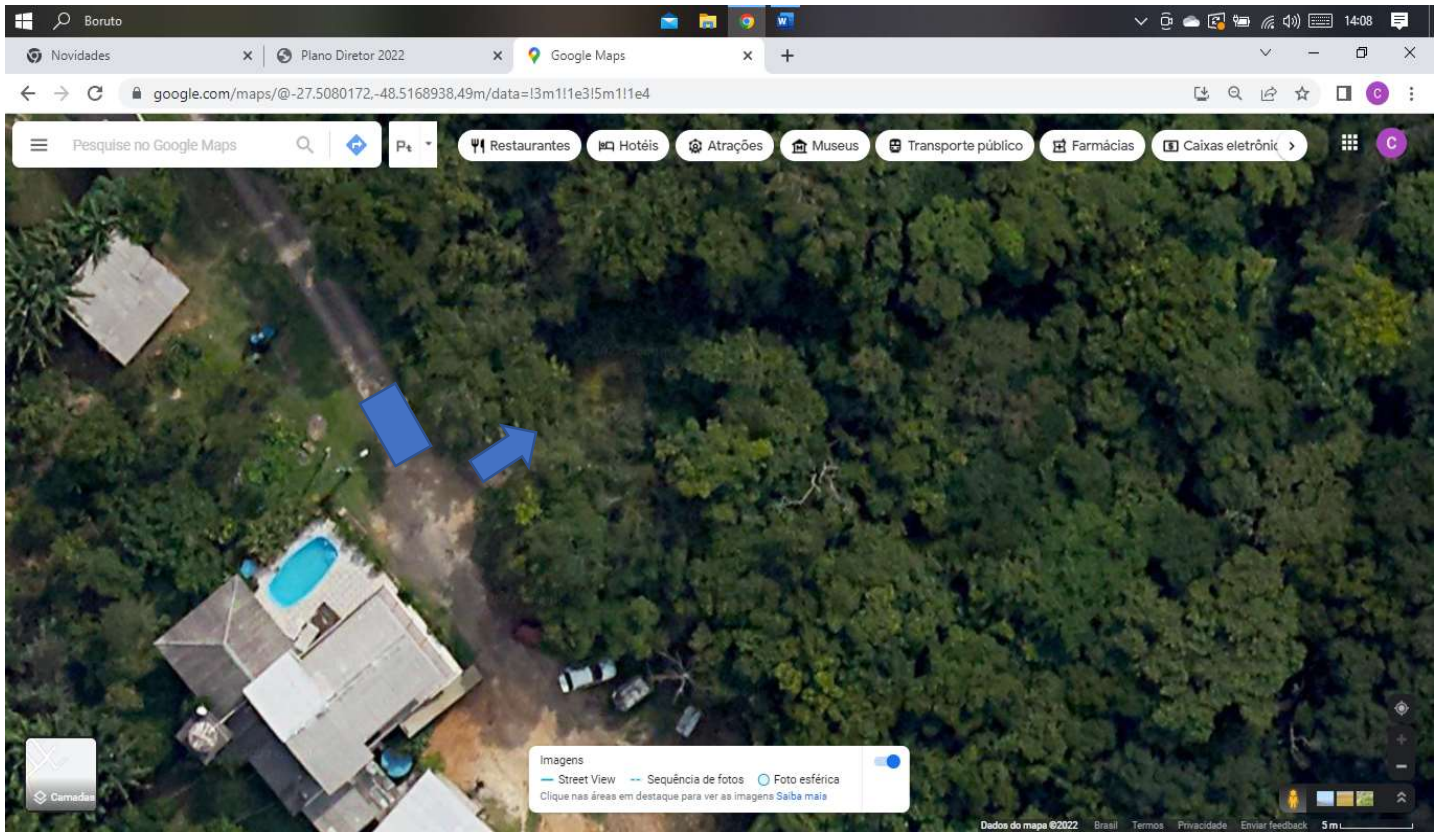 Boruto
14:08
Novidades
Plano Diretor 2022
Google Maps
google.com/maps/@-27.5080172,-48.5168938,49m/data=!3m1!1e3!5m1!1e4
C
Pesquise no Google Maps
Restaurantes
Hotéis
Atrações
Museus
Transporte público
Farmácias
Caixas eletrônic
C
Imagens
Street View
Sequência de fotos
Foto esférica
Clique nas áreas em destaque para ver as imagens Saiba mais
Camadas
Dados do mapa ©2022 Brasil Termos Privacidade Enviar feedback 5 m